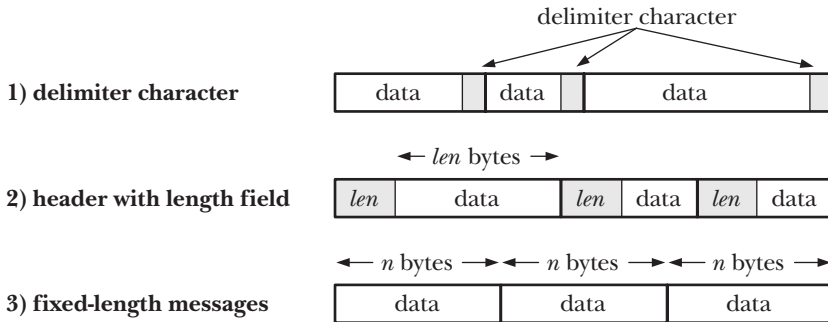 delimiter character
1) delimiter character data data data
len bytes
2) header with length field len data len data len data
n bytes n bytes n bytes
3) fixed-length messages data data data